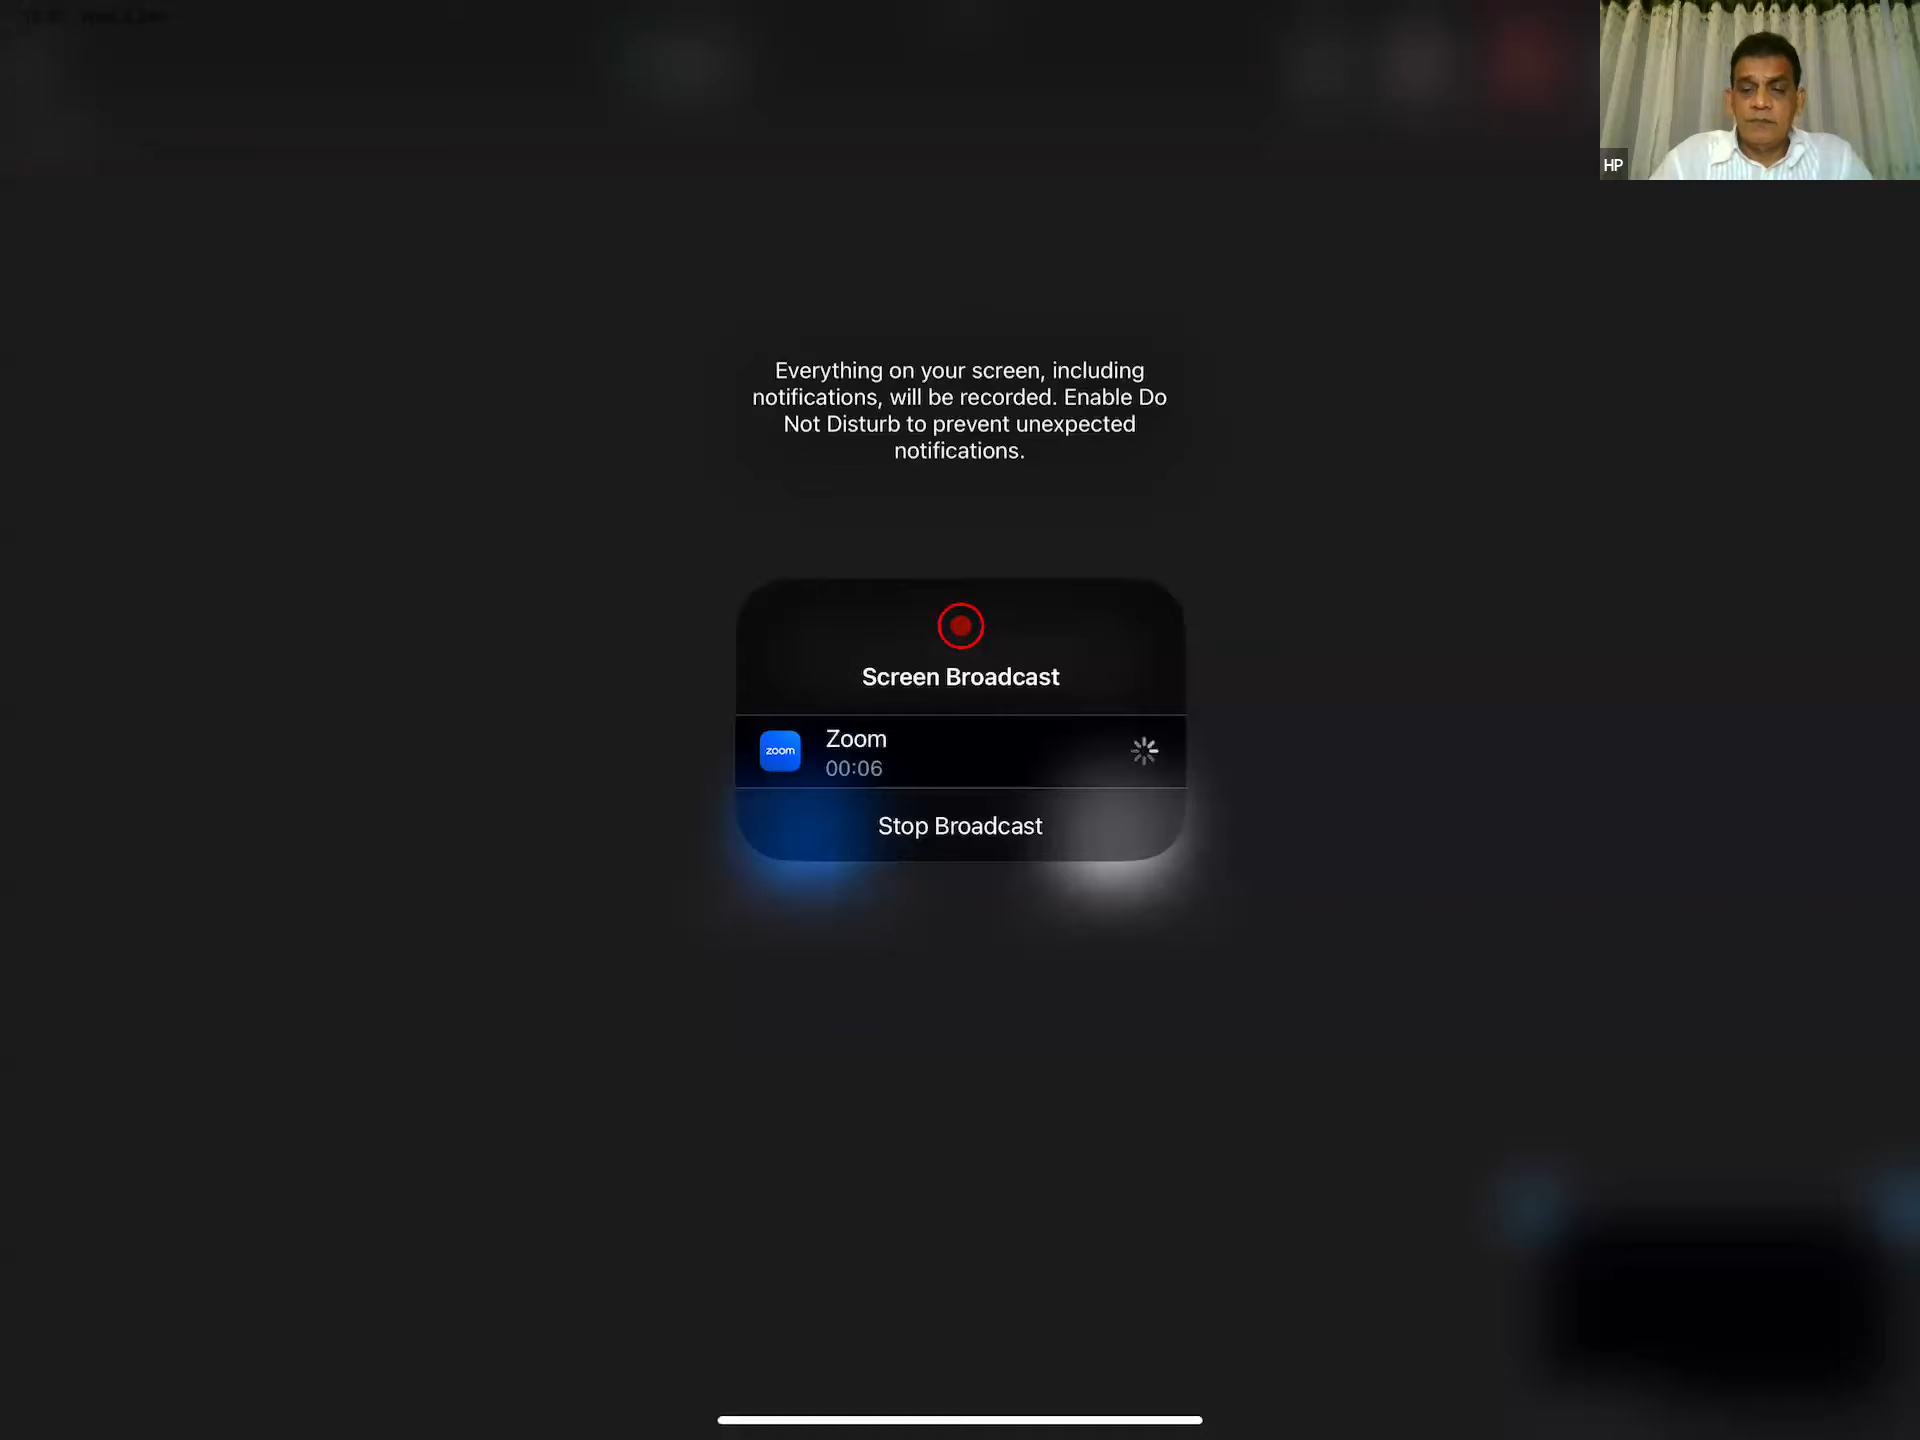 HP
Everything on your screen, including
notifications, will be recorded. Enable Do
Not Disturb to prevent unexpected
notifications.
Screen Broadcast
zoom
Zoom
00:06
Stop Broadcast